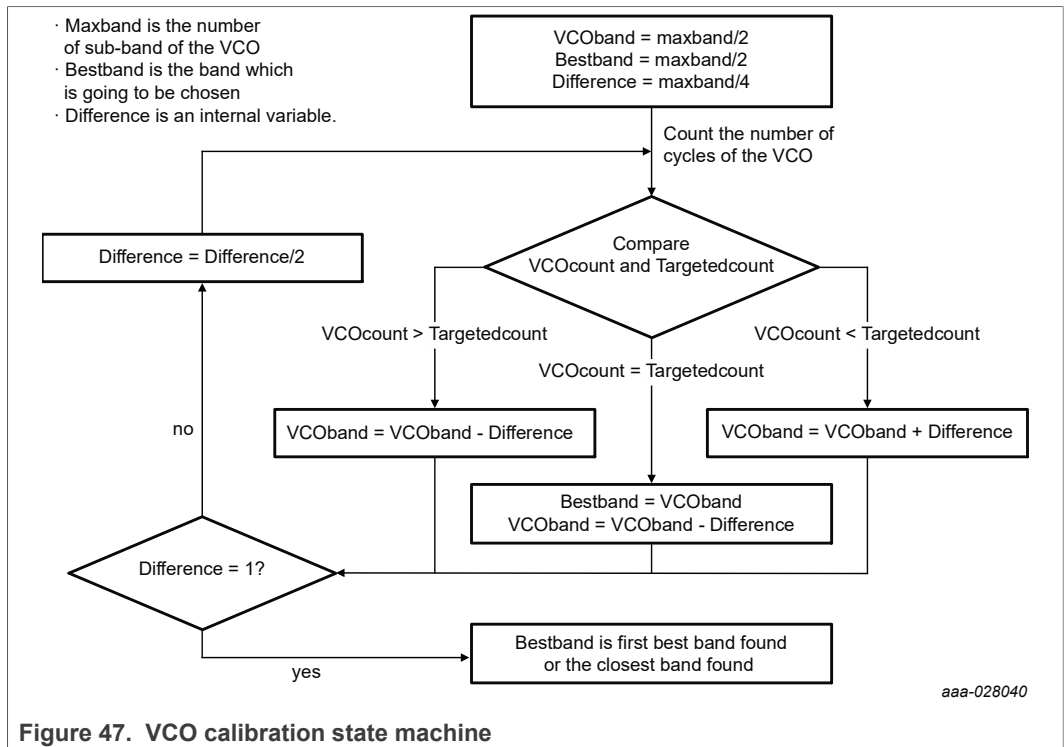 · Maxband is the number
of sub-band of the VCO
· Bestband is the band which
is going to be chosen
· Difference is an internal variable.
VCOband = maxband/2
Bestband = maxband/2
Difference = maxband/4
Count the number of
cycles of the VCO
Difference = Difference/2
Compare
VCOcount and Targetedcount
VCOcount > Targetedcount
VCOcount < Targetedcount
VCOcount = Targetedcount
no
VCOband = VCOband - Difference
VCOband = VCOband + Difference
Bestband = VCOband
VCOband = VCOband - Difference
Difference = 1?
yes
Bestband is first best band found
or the closest band found
aaa-028040
Figure 47. VCO calibration state machine